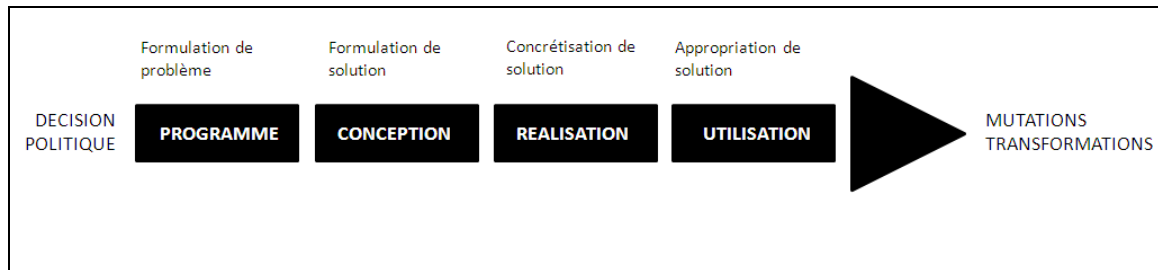 Formulation de
problème
Formulation de
solution
Concrétisation de
solution
Appropriation de
solution
DECISION
POLITIQUE
PROGRAMME
CONCEPTION
REALISATION
UTILISATION
MUTATIONS
TRANSFORMATIONS